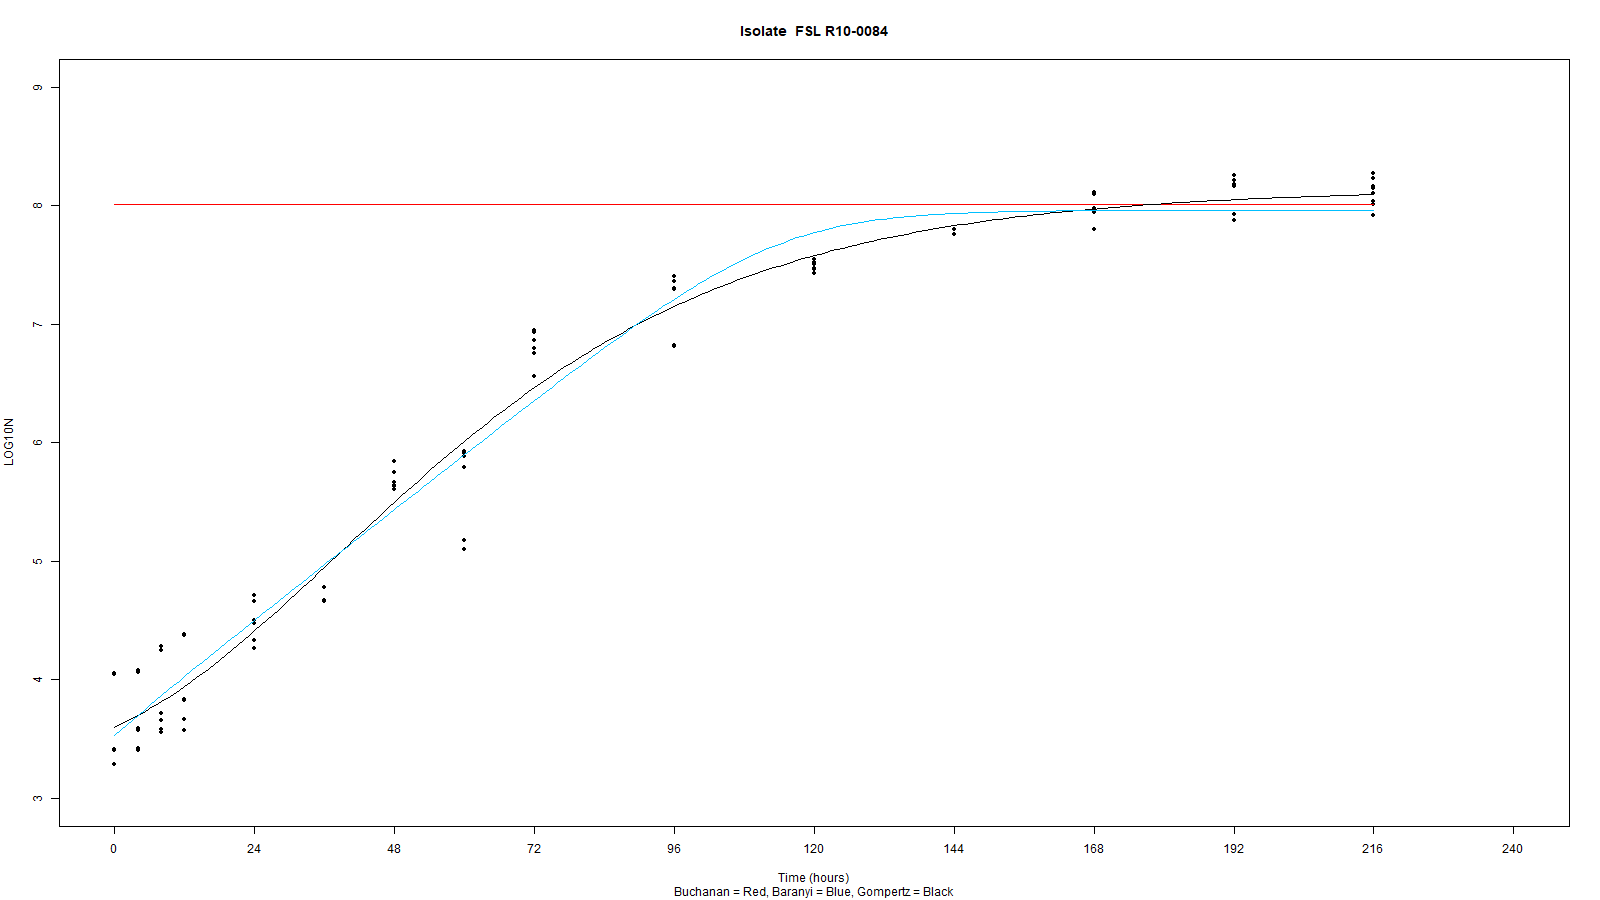 Isolate  FSL R10-0084
9
8
7
6
5
4
3
LOG10N
0 24 48 72 96 120 144 168 192 216 240
Time (hours)
Buchanan = Red, Baranyi = Blue, Gompertz = Black